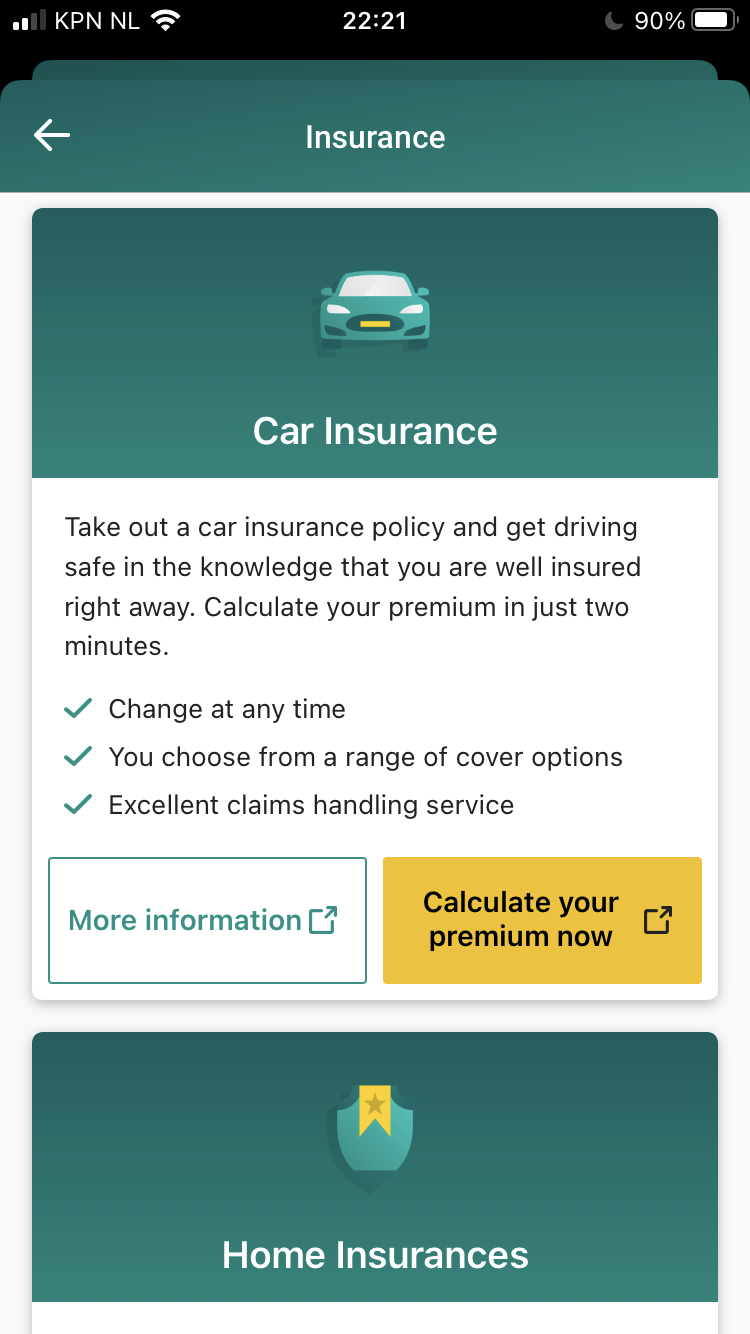 KPN NL 22:21 90%
Insurance
Car Insurance
Take out a car insurance policy and get driving
safe in the knowledge that you are well insured
right away. Calculate your premium in just two
minutes.
Change at any time
You choose from a range of cover options
Excellent claims handling service
More information
Calculate your
premium now
Home Insurances